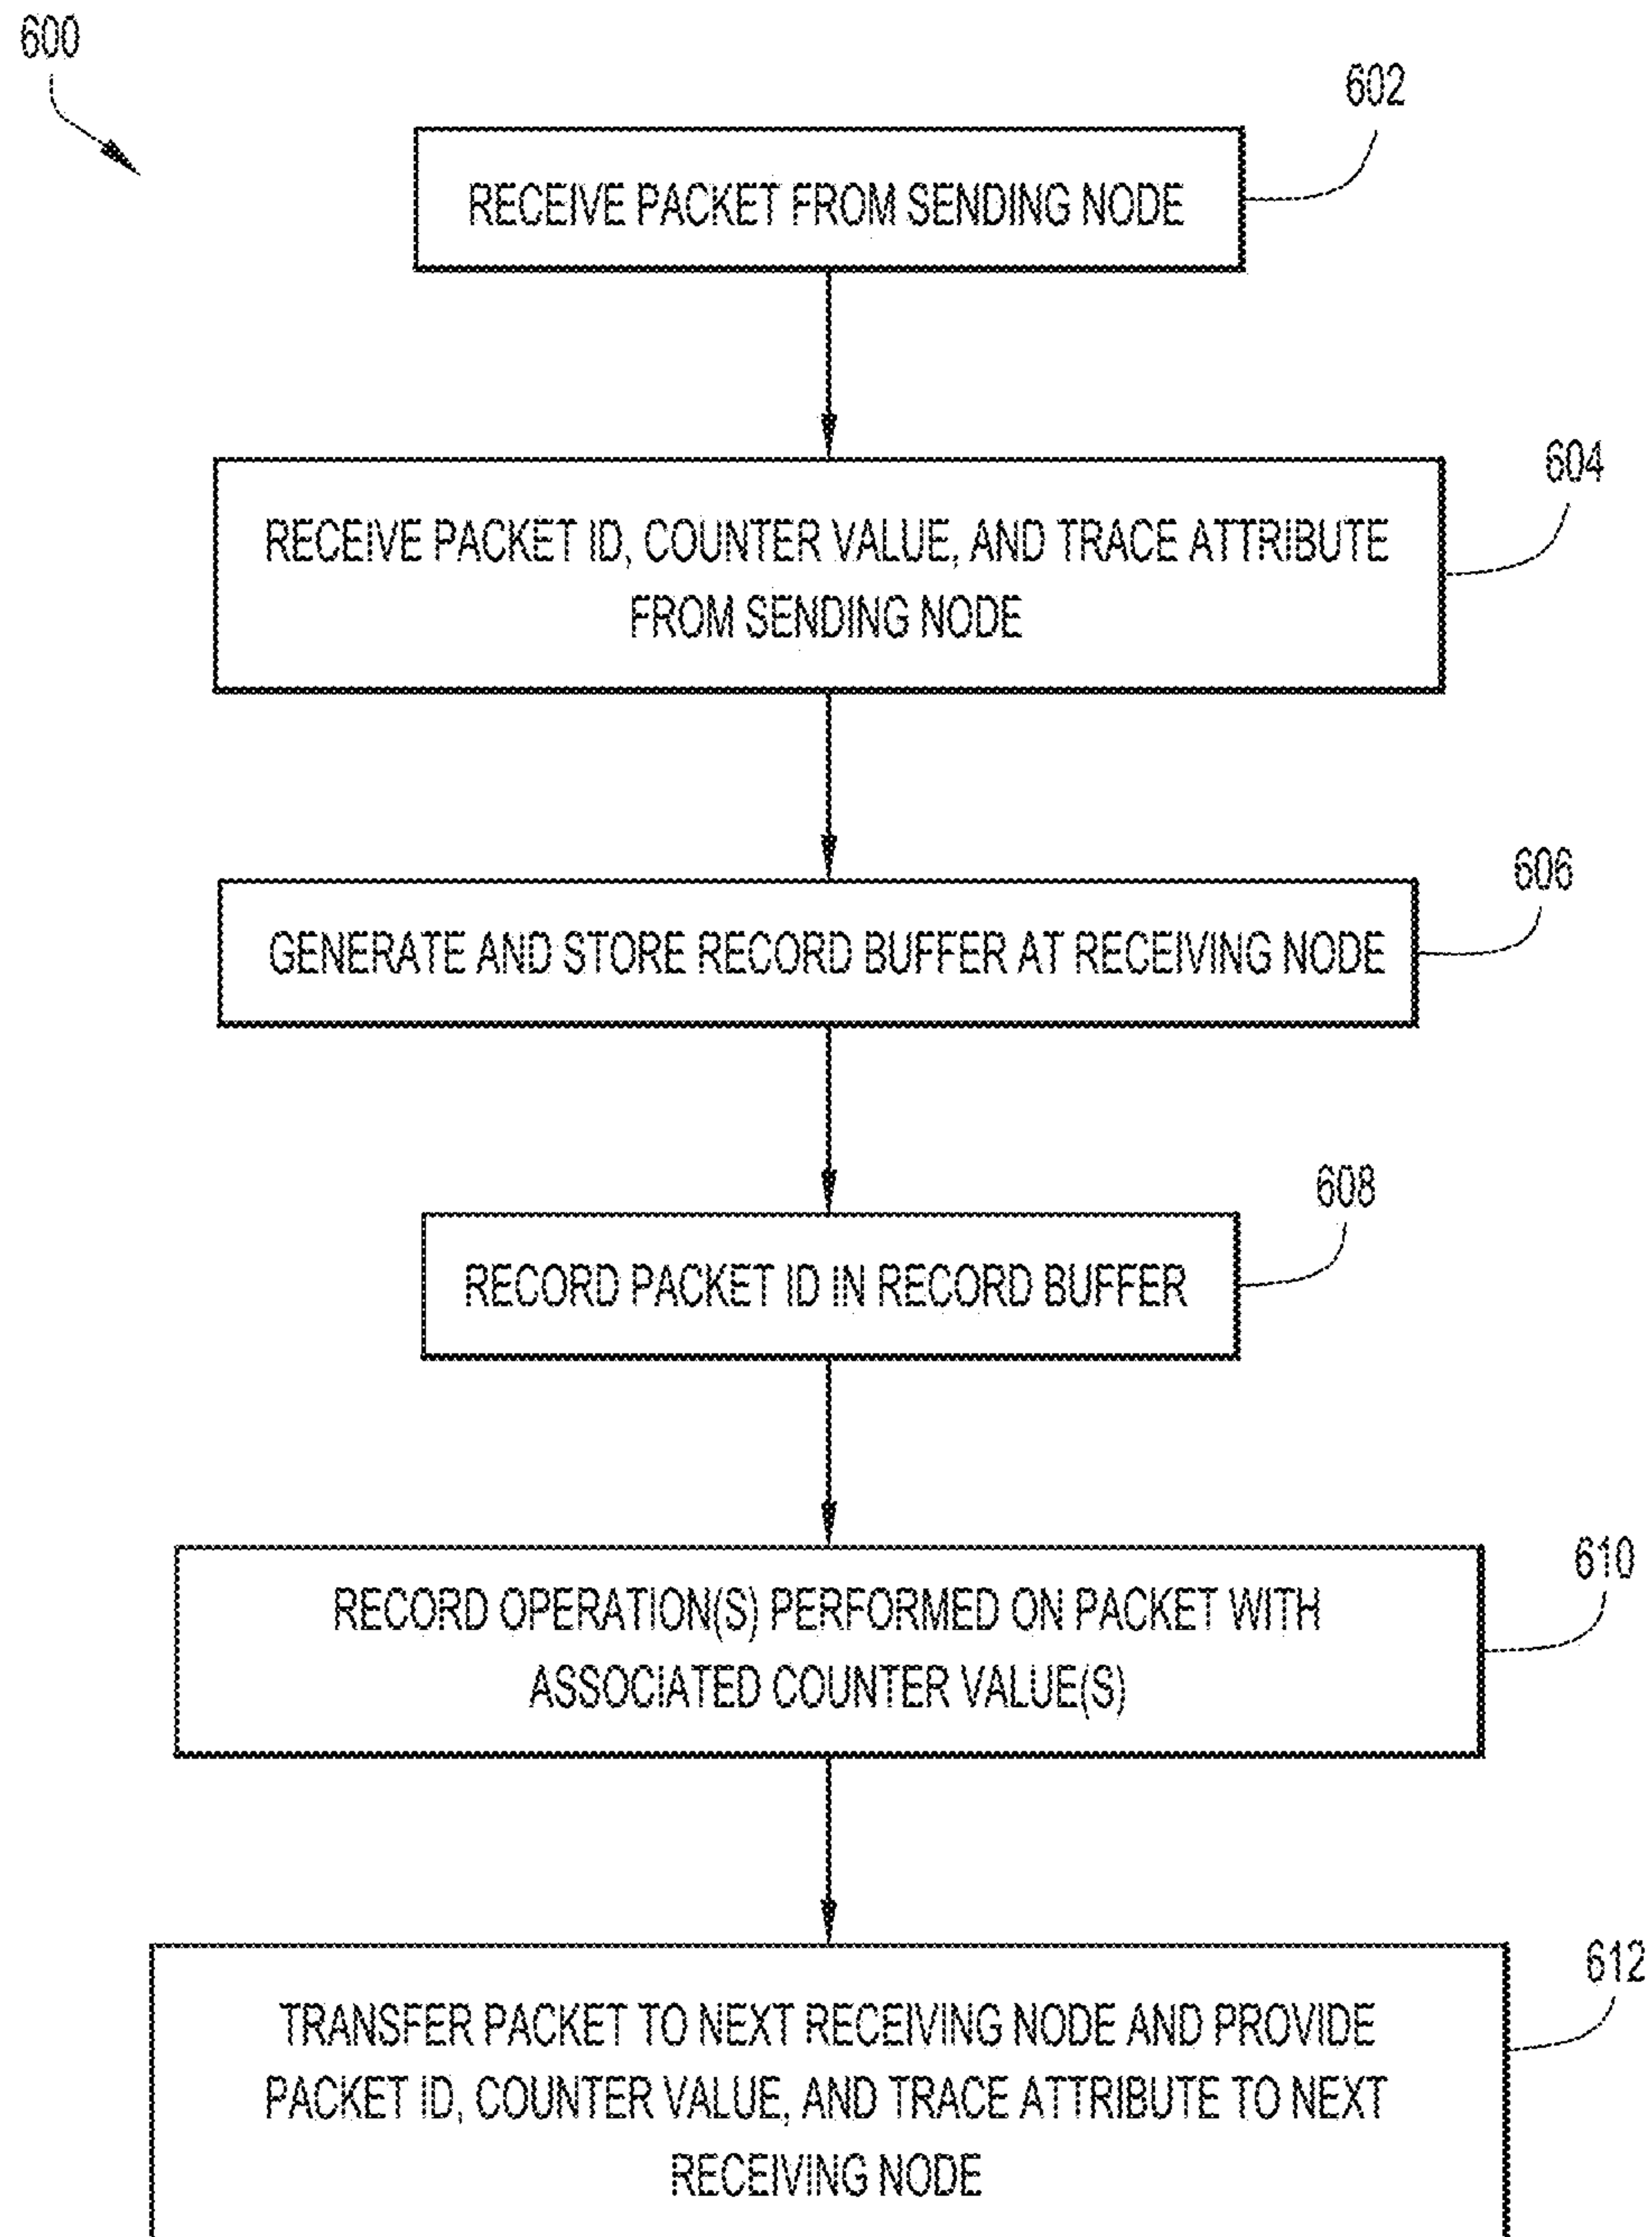 600
602
RECEIVE PACKET FROM SENDING NODE
604
RECEIVE PACKET ID, COUNTER VALUE, AND TRACE ATTRIBUTE
FROM SENDING NODE
606
GENERATE AND STORE RECORD BUFFER AT RECEIVING NODE
608
RECORD PACKET ID IN RECORD BUFFER
610
RECORD OPERATION(S) PERFORMED ON PACKET WITH
ASSOCIATED COUNTER VALUE(S)
612
TRANSFER PACKET TO NEXT RECEIVING NODE AND PROVIDE
PACKET ID, COUNTER VALUE, AND TRACE ATTRIBUTE TO NEXT
RECEIVING NODE